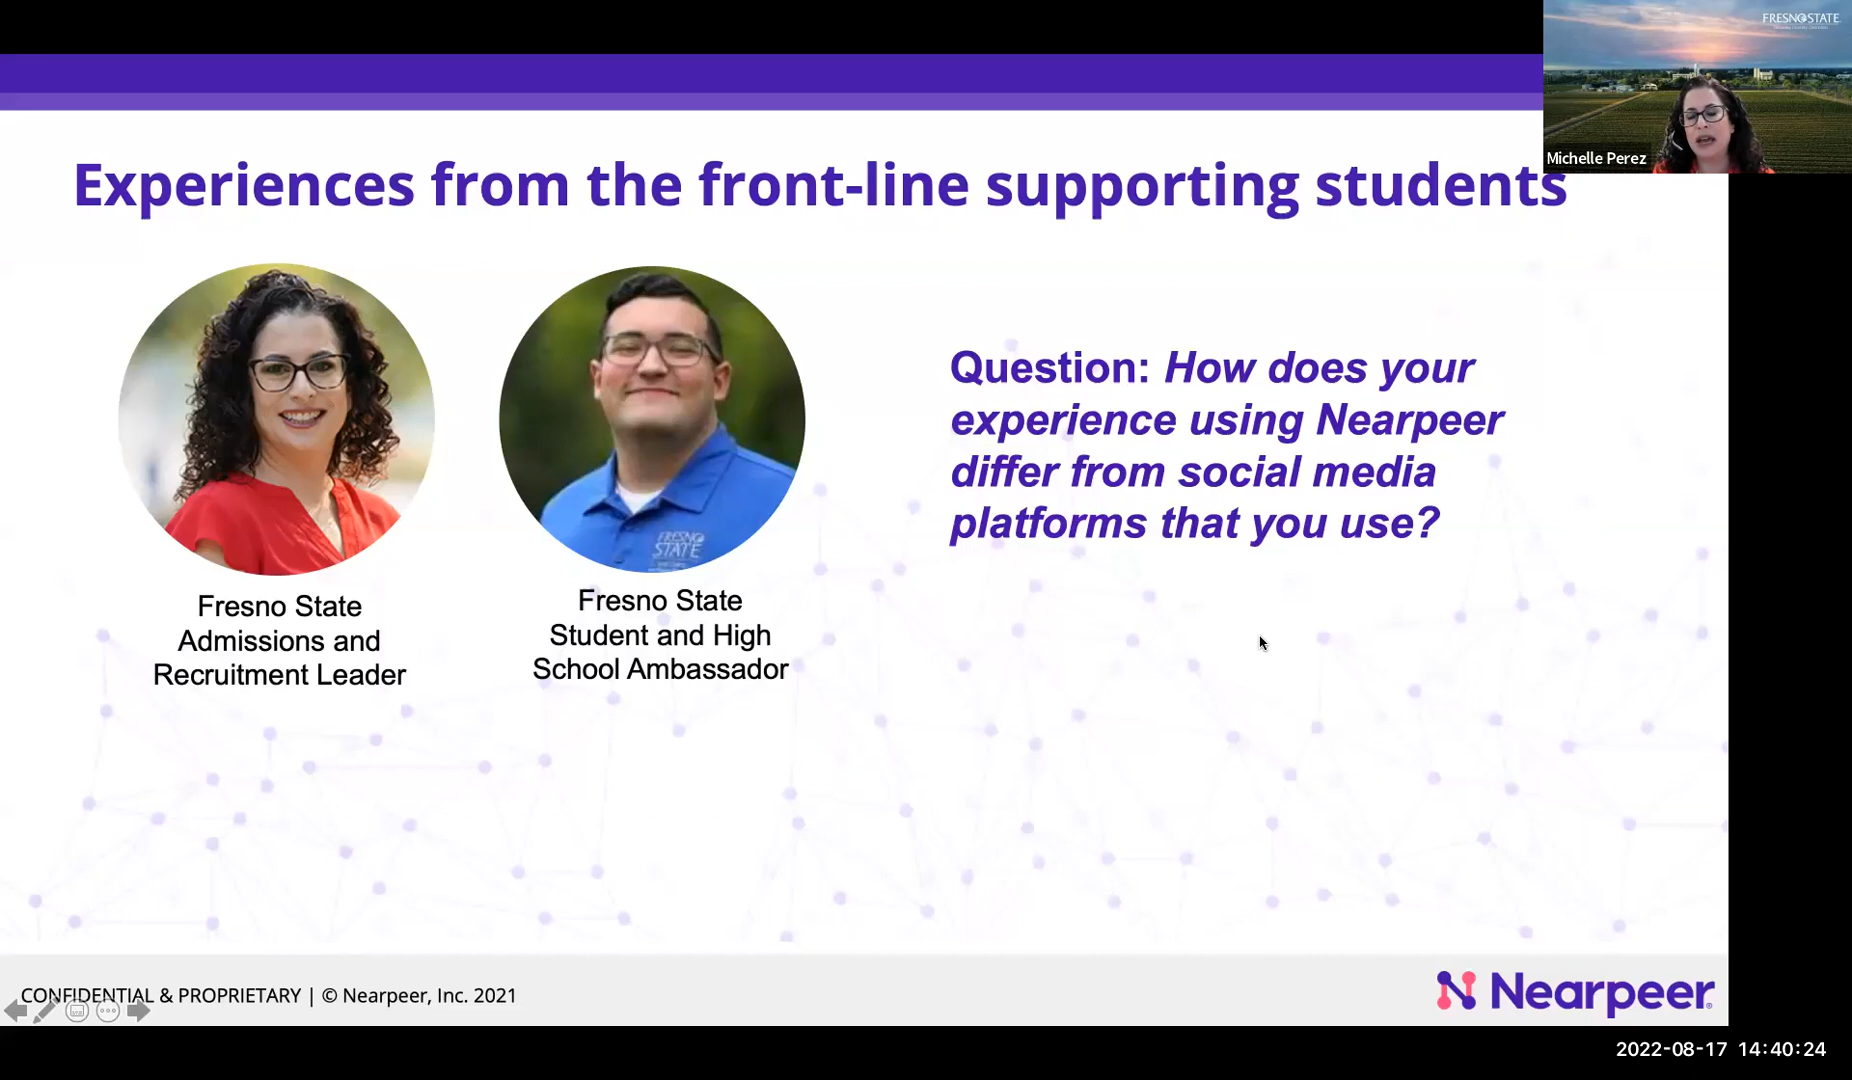 FRESNO STATE
Michelle Perez
Experiences from the front-line supporting students
Question: How does your
experience using Nearpeer
differ from social media
platforms that you use?
FRESNO
STATE
Fresno State
Admissions and
Recruitment Leader
Fresno State
Student and High
School Ambassador
CONFIDENTIAL & PROPRIETARY | © Nearpeer, Inc. 2021
Nearpeer
2022-08-17 14:40:24